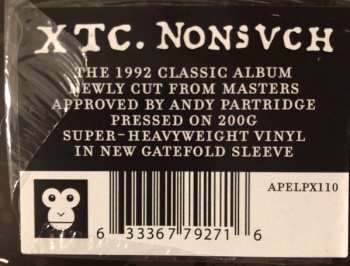 XTC. NONSVCH
THE 1992 CLASSIC ALBUM
NEWLY CUT FROM MASTERS
APPROVED BY ANDY PARTRIDGE
PRESSED ON 200G
SUPER-HEAVYWEIGHT VINYL
IN NEW GATEFOLD SLEEVE
APELPX110
6 33367 79271 6